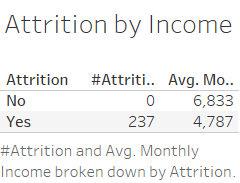 Attrition by Income
Attrition #Attriti.. Avg. Mo..
No 0 6,833
Yes 237 4,787
#Attrition and Avg. Monthly
Income broken down by Attrition.